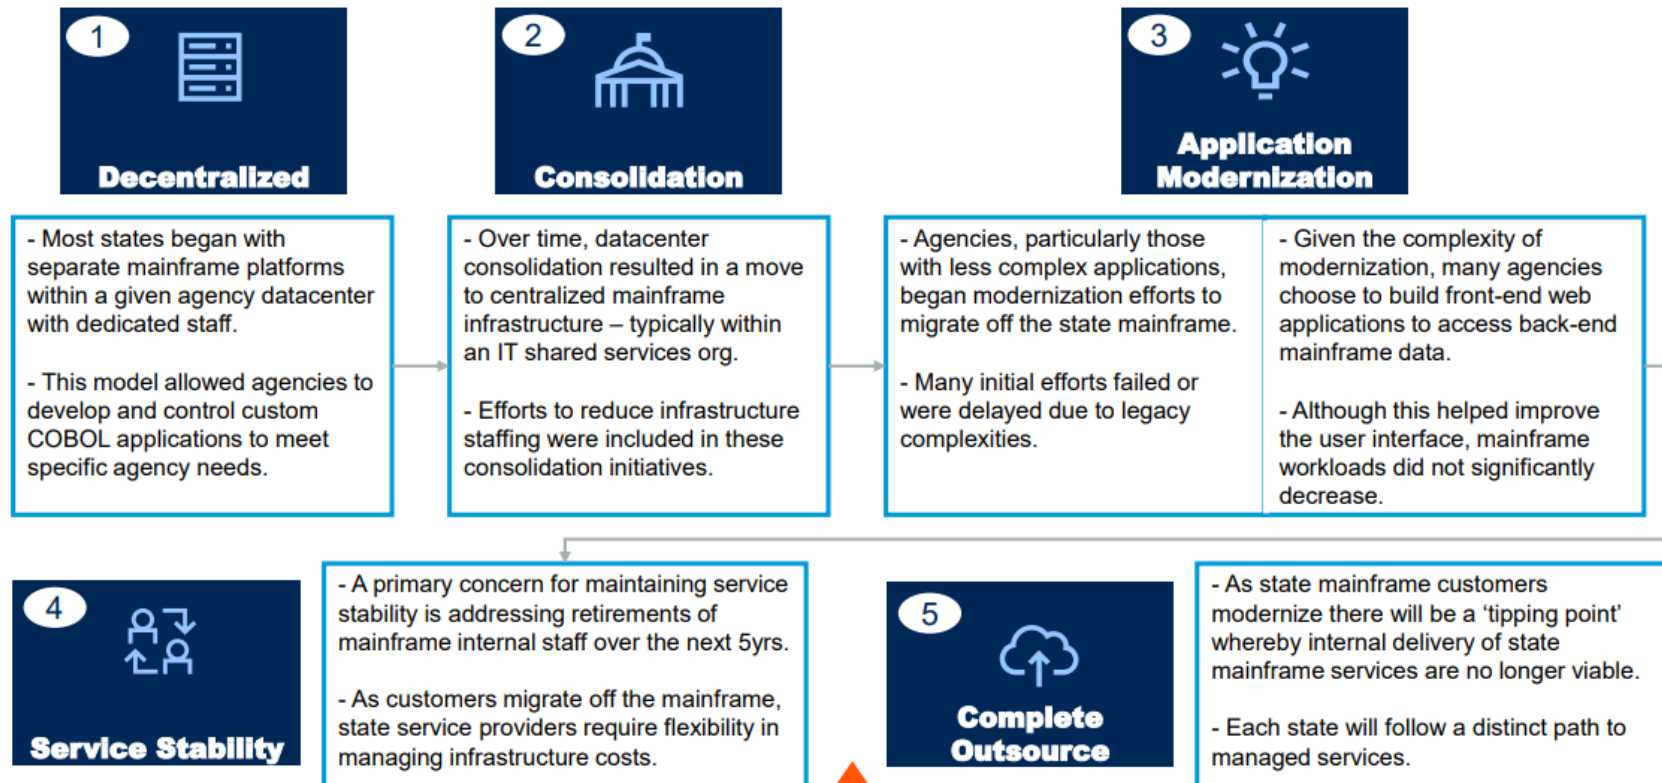 1
Decentralized
- Most states began with
separate mainframe platforms
within a given agency datacenter
with dedicated staff.
- This model allowed agencies to
develop and control custom
COBOL applications to meet
specific agency needs.
2
Consolidation
- Over time, datacenter
consolidation resulted in a move
to centralized mainframe
infrastructure – typically within
an IT shared services org.
- Efforts to reduce infrastructure
staffing were included in these
consolidation initiatives.
3
Application
Modernization
- Agencies, particularly those
with less complex applications,
began modernization efforts to
migrate off the state mainframe.
- Many initial efforts failed or
were delayed due to legacy
complexities.
- Given the complexity of
modernization, many agencies
choose to build front-end web
applications to access back-end
mainframe data.
- Although this helped improve
the user interface, mainframe
workloads did not significantly
decrease.
4
Service Stability
- A primary concern for maintaining service
stability is addressing retirements of
mainframe internal staff over the next 5yrs.
- As customers migrate off the mainframe,
state service providers require flexibility in
managing infrastructure costs.
5
Complete
Outsource
- As state mainframe customers
modernize there will be a ‘tipping point’
whereby internal delivery of state
mainframe services are no longer viable.
- Each state will follow a distinct path to
managed services.